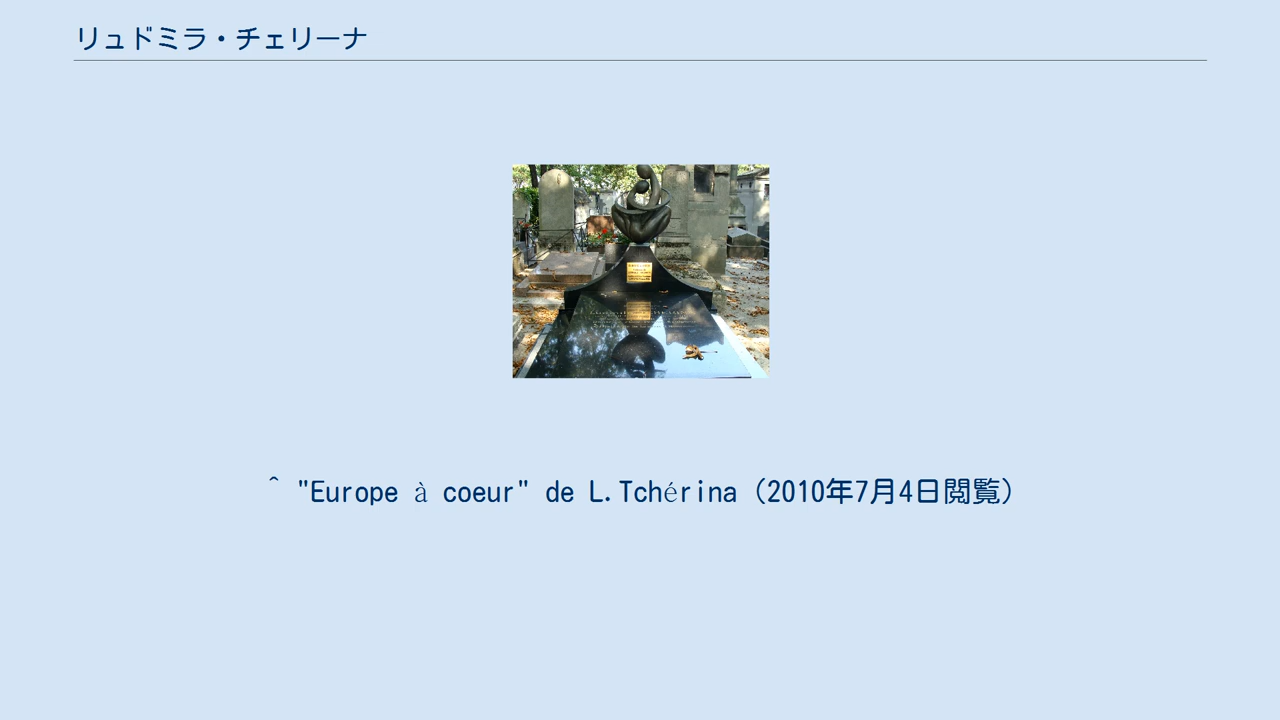 リュドミラ・チェリーナ
^ "Europe à coeur" de L.Tchérina（2010年7月4日閲覧）